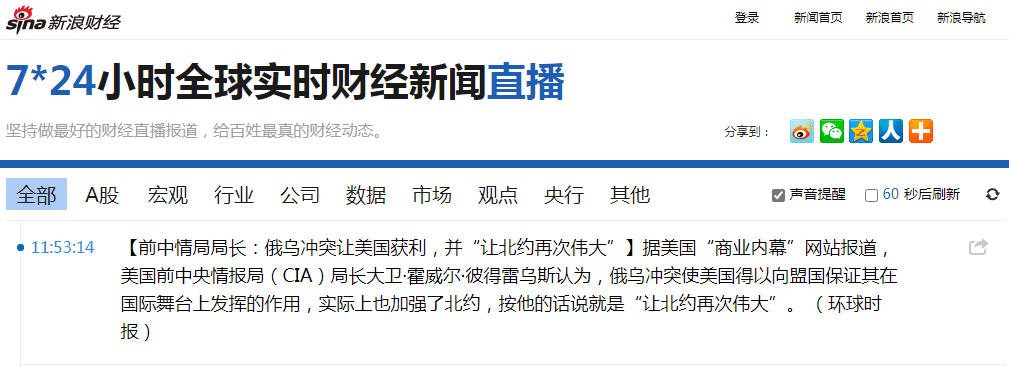 sina 新浪财经
登录 新闻首页 新浪首页 新浪导航
7*24小时全球实时财经新闻直播
坚持做最好的财经直播报道，给百姓最真的财经动态。
分享到：
全部 A股 宏观 行业 公司 数据 市场 观点 央行 其他
声音提醒 60 秒后刷新
11:53:14
【前中情局局长：俄乌冲突让美国获利，并“让北约再次伟大”】据美国“商业内幕”网站报道，
美国前中央情报局（CIA）局长大卫·霍威尔·彼得雷乌斯认为，俄乌冲突使美国得以向盟国保证其在
国际舞台上发挥的作用，实际上也加强了北约，按他的话说就是“让北约再次伟大”。（环球时
报）